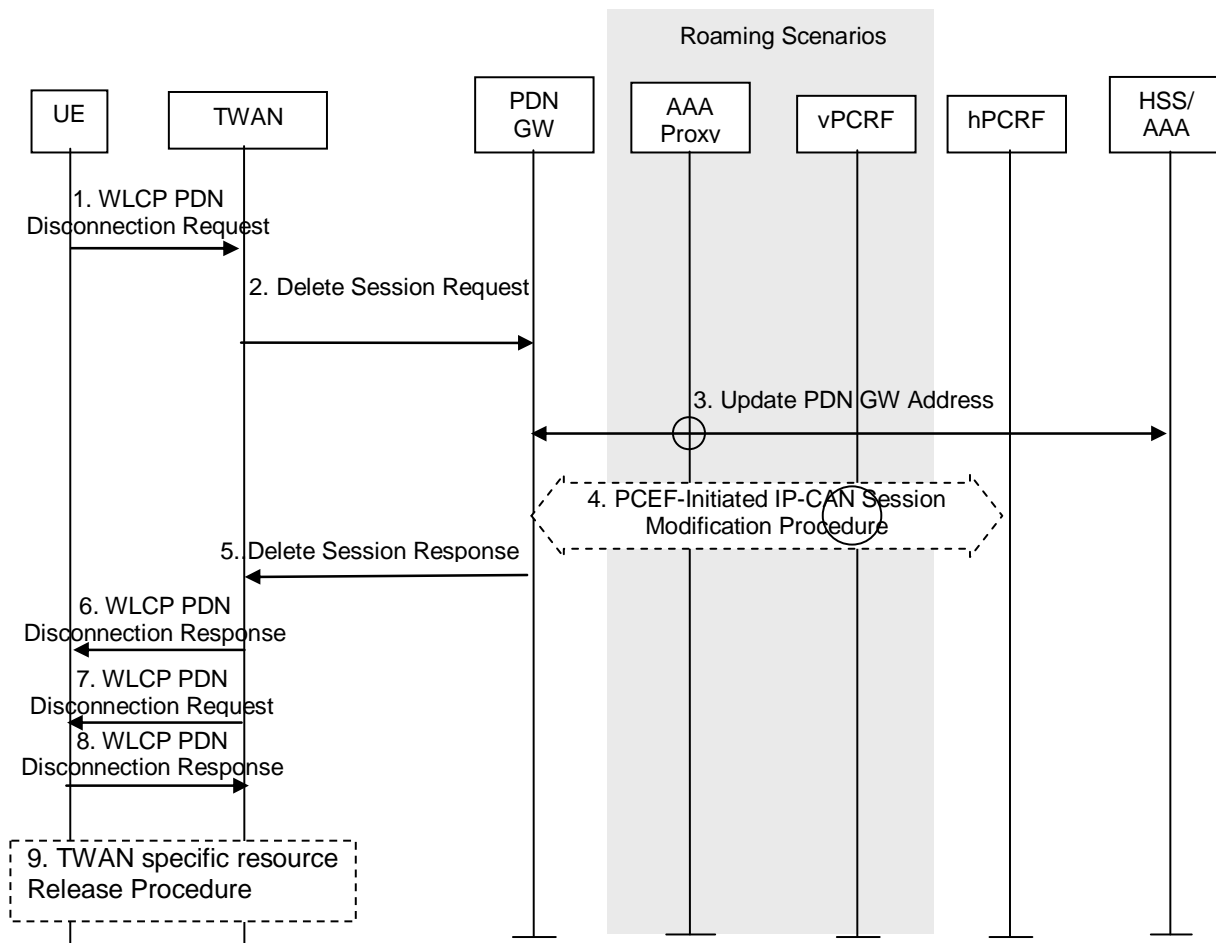 Roaming Scenarios
UE
TWAN
PDN
GW
AAA
Proxy
vPCRF
hPCRF
HSS/
AAA
1. WLCP PDN
Disconnection Request
2. Delete Session Request
3. Update PDN GW Address
4. PCEF-Initiated IP-CAN Session
Modification Procedure
5. Delete Session Response
6. WLCP PDN
Disconnection Response
7. WLCP PDN
Disconnection Request
8. WLCP PDN
Disconnection Response
9. TWAN specific resource
Release Procedure